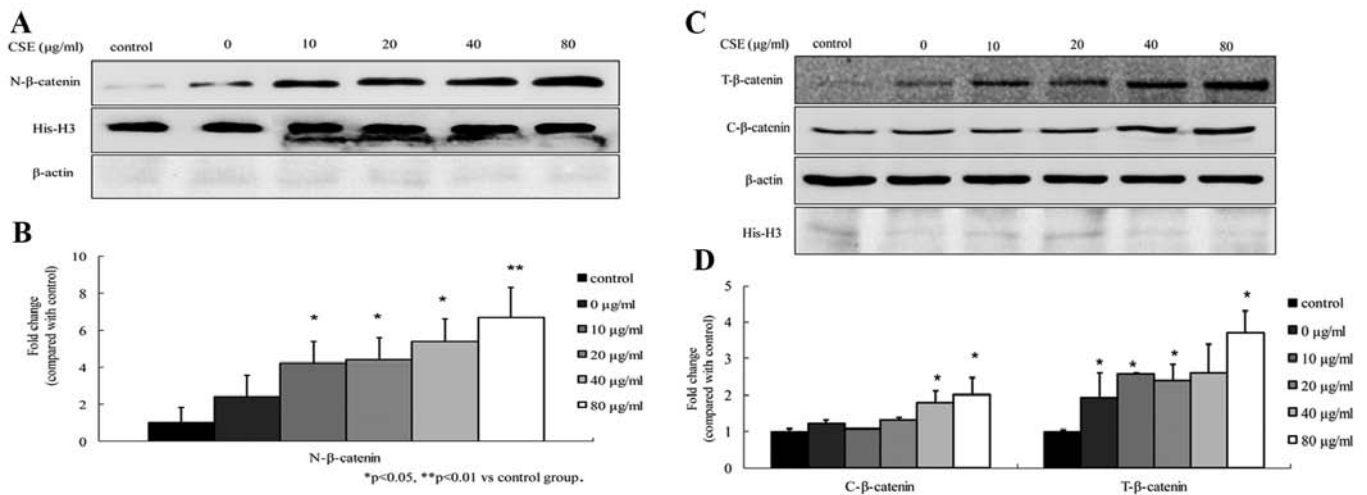 A
CSE (μg/ml) control 0 10 20 40 80
N-β-catenin
His-H3
β-actin
B
Fold change
(compared with control)
10
8
6
4
2
0
* * * **
N-β-catenin
*p<0.05, **p<0.01 vs control group.
control
0 μg/ml
10 μg/ml
20 μg/ml
40 μg/ml
80 μg/ml
C
CSE (μg/ml) control 0 10 20 40 80
T-β-catenin
C-β-catenin
β-actin
His-H3
D
Fold change
(compared with control)
5
4
3
2
1
0
* * * * * *
C-β-catenin T-β-catenin
control
0 μg/ml
10 μg/ml
20 μg/ml
40 μg/ml
80 μg/ml